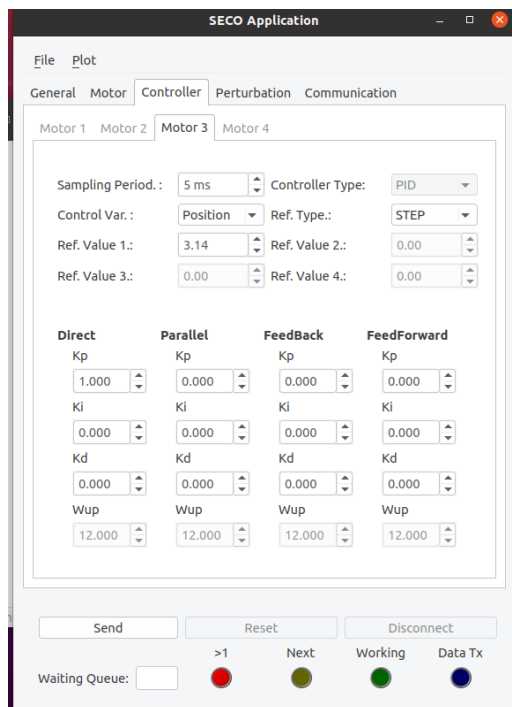 SECO Application
File Plot
General Motor Controller Perturbation Communication
Motor 1 Motor 2 Motor 3 Motor 4
Sampling Period. : 5 ms Controller Type: PID
Control Var. : Position Ref. Type.: STEP
Ref. Value 1.: 3.14 Ref. Value 2.: 0.00
Ref. Value 3.: 0.00 Ref. Value 4.: 0.00
Direct Parallel FeedBack FeedForward
Kp Kp Kp Kp
1.000 0.000 0.000 0.000
Ki Ki Ki Ki
0.000 0.000 0.000 0.000
Kd Kd Kd Kd
0.000 0.000 0.000 0.000
Wup Wup Wup Wup
12.000 12.000 12.000 12.000
Send Reset Disconnect
>1 Next Working Data Tx
Waiting Queue: